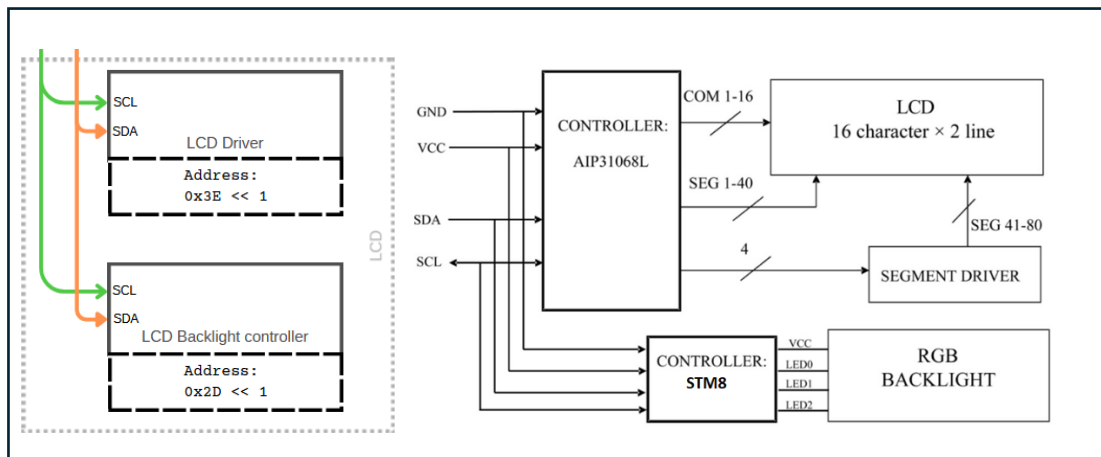 SCL
SDA
LCD Driver
Address:
0x3E << 1
LCD
SCL
SDA
LCD Backlight controller
Address:
0x2D << 1
GND
VCC
SDA
SCL
CONTROLLER:
AIP31068L
COM 1-16
SEG 1-40
4
LCD
16 character × 2 line
SEG 41-80
SEGMENT DRIVER
CONTROLLER:
STM8
VCC
LED0
LED1
LED2
RGB
BACKLIGHT